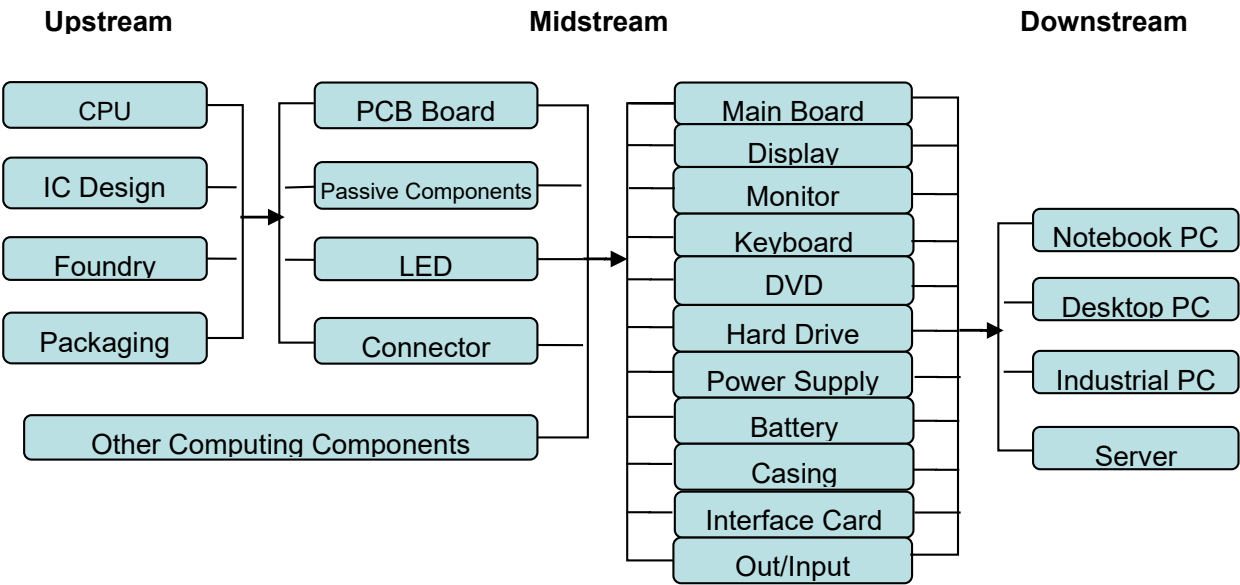 Upstream
Midstream
Downstream
CPU
IC Design
Foundry
Packaging
PCB Board
Passive Components
LED
Connector
Other Computing Components
Main Board
Display
Monitor
Keyboard
DVD
Hard Drive
Power Supply
Battery
Casing
Interface Card
Out/Input
Notebook PC
Desktop PC
Industrial PC
Server